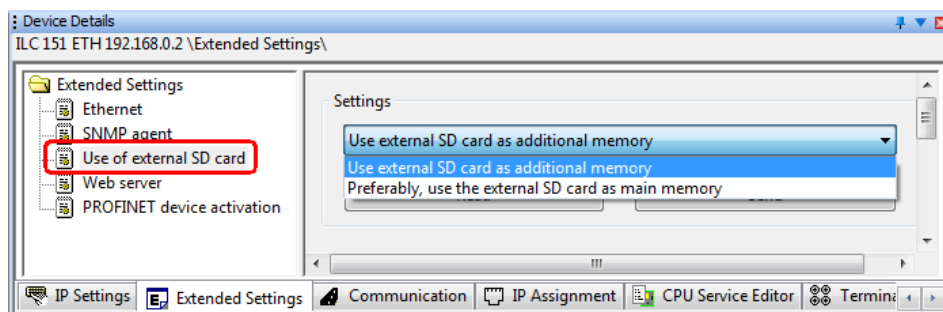 Device Details
ILC 151 ETH 192.168.0.2 \Extended Settings\
Extended Settings
Ethernet
SNMP agent
Use of external SD card
Web server
PROFINET device activation
Settings
Use external SD card as additional memory
Use external SD card as additional memory
Preferably, use the external SD card as main memory
IP Settings
Extended Settings
Communication
IP Assignment
CPU Service Editor